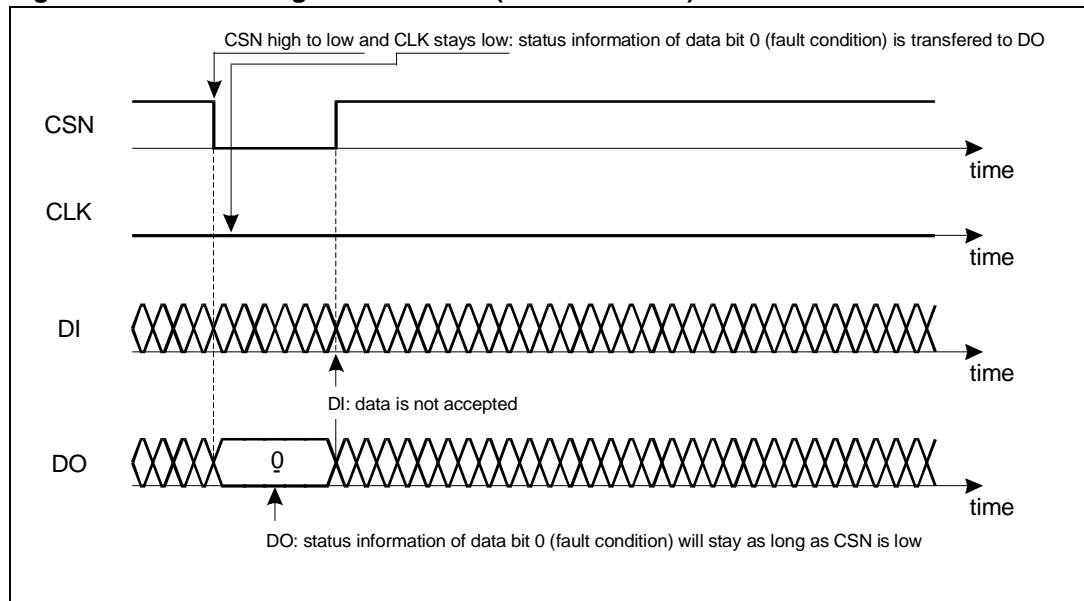 CSN high to low and CLK stays low: status information of data bit 0 (fault condition) is transfered to DO
CSN
time
CLK
time
DI
time
DI: data is not accepted
DO
0
time
DO: status information of data bit 0 (fault condition) will stay as long as CSN is low